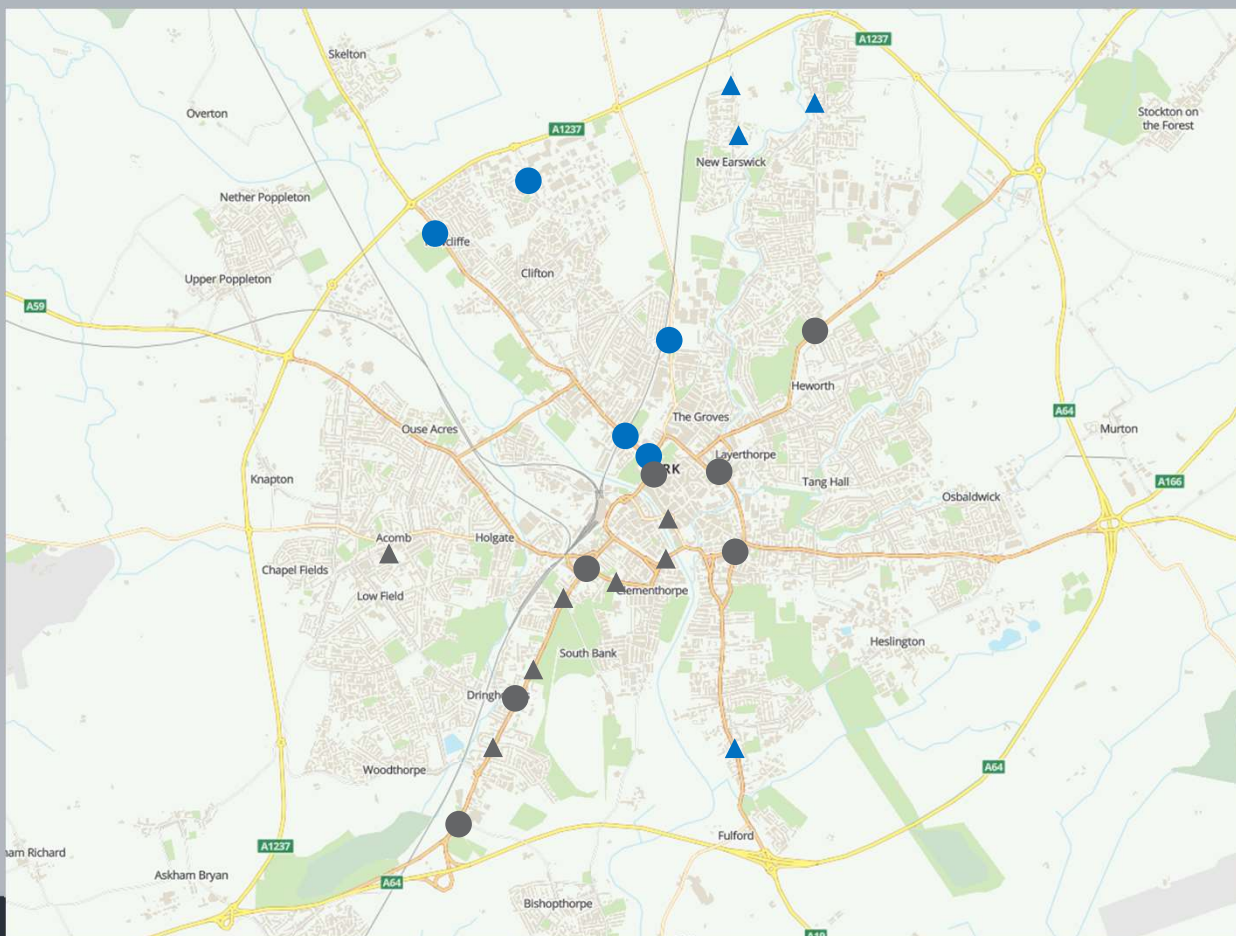 A1237
Skelton
Overton
Stockton on
the Forest
A1237
New Earswick
Nether Poppleton
Clifton
Upper Poppleton
A59
Heworth
The Groves
A64
Ouse Acres
Murton
Layerthorpe
RK
Knapton
Tang Hall
A166
Osbaldwick
Acomb
Holgate
Chapel Fields
Low Field
Clementhorpe
Heslington
South Bank
Woodthorpe
A64
Fulford
A1237
Askham Bryan
A64
Bishopthorpe
A19